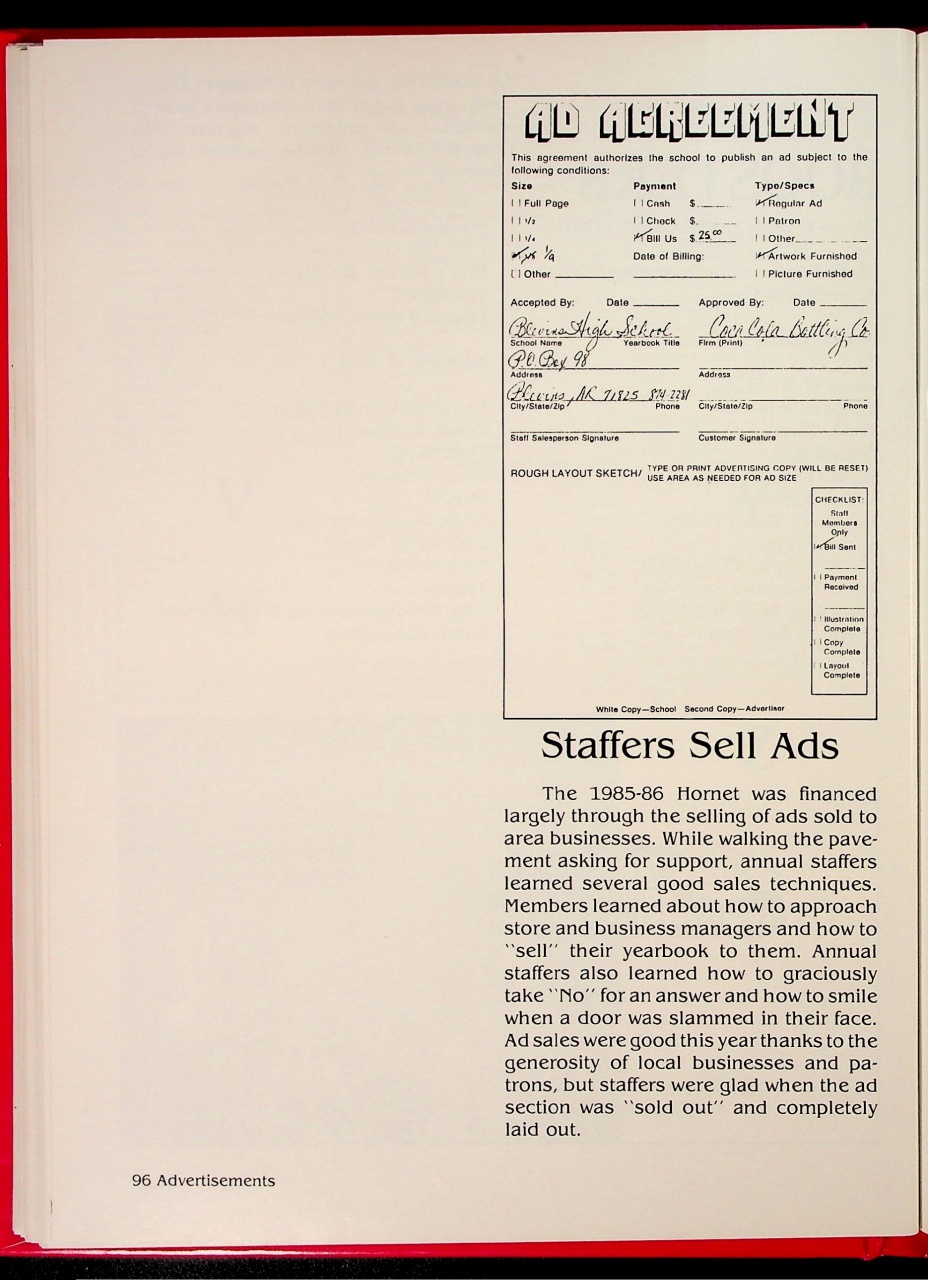 AD AGREEMENT
This agreement authorizes the school to publish an ad subject to the
following conditions:
Size Payment Type/Specs
[ ] Full Page [ ] Cash $ [ ] Regular Ad
[ ] 1/2 [ ] Check $ [ ] Patron
[ ] 1/4 [ ] Bill Us $ 25.00 [ ] Other
1/8 1/9 Date of Billing: [ ] Artwork Furnished
[ ] Other [ ] Picture Furnished
Accepted By: Date Approved By: Date
Blevins High School Coca Cola Bottling Co.
School Name Yearbook Title Firm (Print)
P.O. Box 98
Address Address
Blevins, AR 71825 874-2281
City/State/Zip Phone City/State/Zip Phone
Staff Salesperson Signature Customer Signature
ROUGH LAYOUT SKETCH/ TYPE OR PRINT ADVERTISING COPY (WILL BE RESET)
USE AREA AS NEEDED FOR AD SIZE
CHECKLIST:
Staff
Members
Only
[ ] Bill Sent
[ ] Payment
Received
[ ] Illustration
Complete
[ ] Copy
Complete
[ ] Layout
Complete
White Copy—School Second Copy—Advertiser
Staffers Sell Ads
The 1985-86 Hornet was financed
largely through the selling of ads sold to
area businesses. While walking the pave-
ment asking for support, annual staffers
learned several good sales techniques.
Members learned about how to approach
store and business managers and how to
"sell" their yearbook to them. Annual
staffers also learned how to graciously
take "No" for an answer and how to smile
when a door was slammed in their face.
Ad sales were good this year thanks to the
generosity of local businesses and pa-
trons, but staffers were glad when the ad
section was "sold out" and completely
laid out.
96 Advertisements